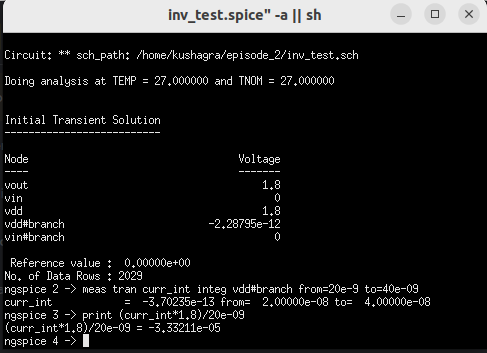 inv_test.spice" -a || sh
Circuit: ** sch_path: /home/kushagra/episode_2/inv_test.sch
Doing analysis at TEMP = 27.000000 and TNOM = 27.000000
Initial Transient Solution
--------------------------
Node                                   Voltage
----                                   -------
vout                                       1.8
vin                                          0
vdd                                        1.8
vdd#branch                        -2.28795e-12
vin#branch                                   0
 Reference value :  0.00000e+00
No. of Data Rows : 2029
ngspice 2 -> meas tran curr_int integ vdd#branch from=20e-9 to=40e-09
curr_int            =  -3.70235e-13 from=  2.00000e-08 to=  4.00000e-08
ngspice 3 -> print (curr_int*1.8)/20e-09
(curr_int*1.8)/20e-09 = -3.33211e-05
ngspice 4 ->